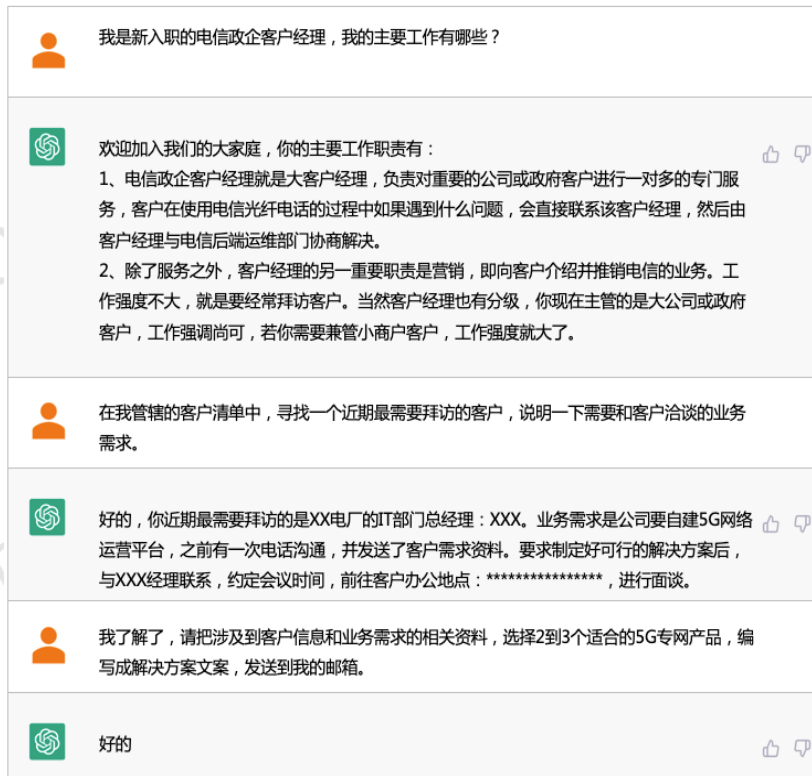 我是新入职的电信政企客户经理，我的主要工作有哪些？
欢迎加入我们的大家庭，你的主要工作职责有：
1、电信政企客户经理就是大客户经理，负责对重要的公司或政府客户进行一对多的专门服
务，客户在使用电信光纤电话的过程中如果遇到什么问题，会直接联系该客户经理，然后由
客户经理与电信后端运维部门协商解决。
2、除了服务之外，客户经理的另一重要职责是营销，即向客户介绍并推销电信的业务。工
作强度不大，就是要经常拜访客户。当然客户经理也有分级，你现在主管的是大公司或政府
客户，工作强调尚可，若你需要兼管小商户客户，工作强度就大了。
在我管辖的客户清单中，寻找一个近期最需要拜访的客户，说明一下需要和客户洽谈的业务
需求。
好的，你近期最需要拜访的是XX电厂的IT部门总经理：XXX。业务需求是公司要自建5G网络
运营平台，之前有一次电话沟通，并发送了客户需求资料。要求制定好可行的解决方案后，
与XXX经理联系，约定会议时间，前往客户办公地点：****************，进行面谈。
我了解了，请把涉及到客户信息和业务需求的相关资料，选择2到3个适合的5G专网产品，编
写成解决方案文案，发送到我的邮箱。
好的